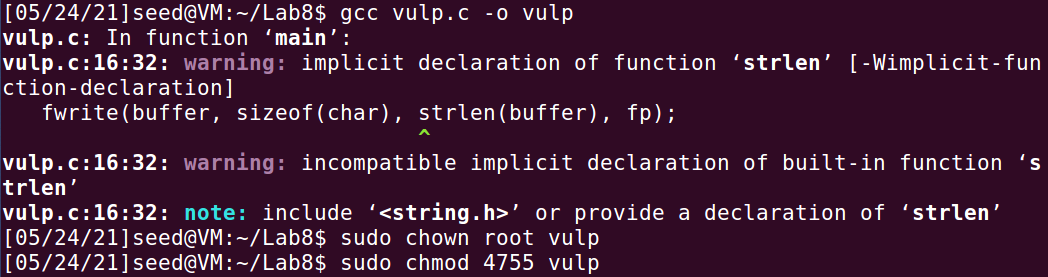 [05/24/21]seed@VM:~/Lab8$ gcc vulp.c -o vulp
vulp.c: In function ‘main’:
vulp.c:16:32: warning: implicit declaration of function ‘strlen’ [-Wimplicit-fun
ction-declaration]
   fwrite(buffer, sizeof(char), strlen(buffer), fp);
                                ^
vulp.c:16:32: warning: incompatible implicit declaration of built-in function ‘s
trlen’
vulp.c:16:32: note: include ‘<string.h>’ or provide a declaration of ‘strlen’
[05/24/21]seed@VM:~/Lab8$ sudo chown root vulp
[05/24/21]seed@VM:~/Lab8$ sudo chmod 4755 vulp